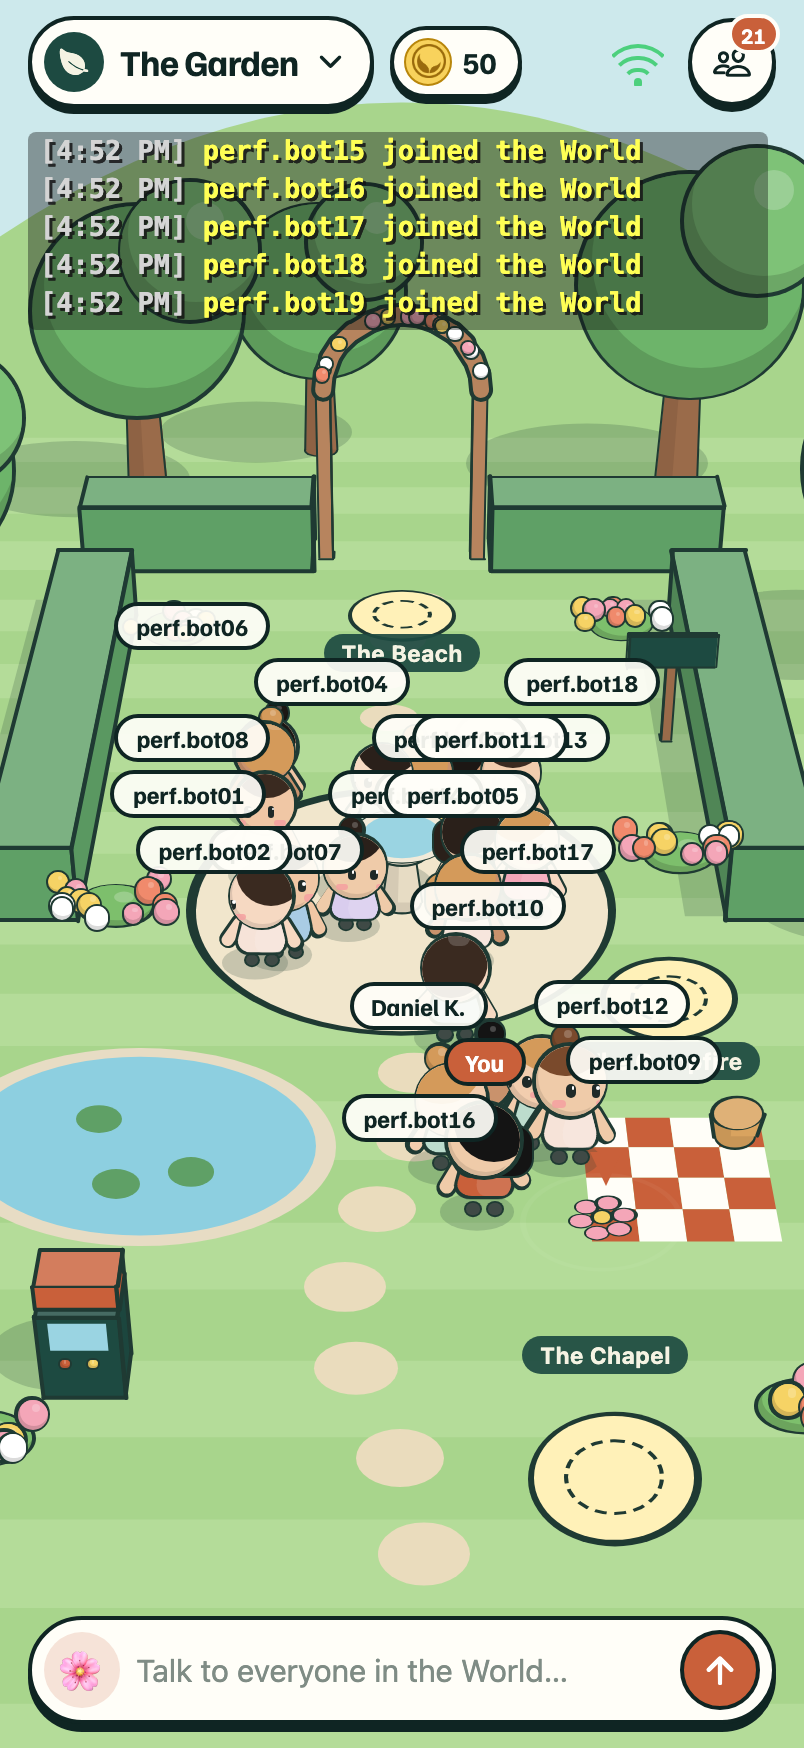 The Garden
50
21
[4:52 PM] perf.bot15 joined the World
[4:52 PM] perf.bot16 joined the World
[4:52 PM] perf.bot17 joined the World
[4:52 PM] perf.bot18 joined the World
[4:52 PM] perf.bot19 joined the World
perf.bot06
The Beach
perf.bot04
perf.bot18
perf.bot08
perf.bot11
perf.bot01
perf.bot05
perf.bot02
perf.bot17
perf.bot10
Daniel K.
perf.bot12
You
perf.bot09
perf.bot16
The Chapel
Talk to everyone in the World...